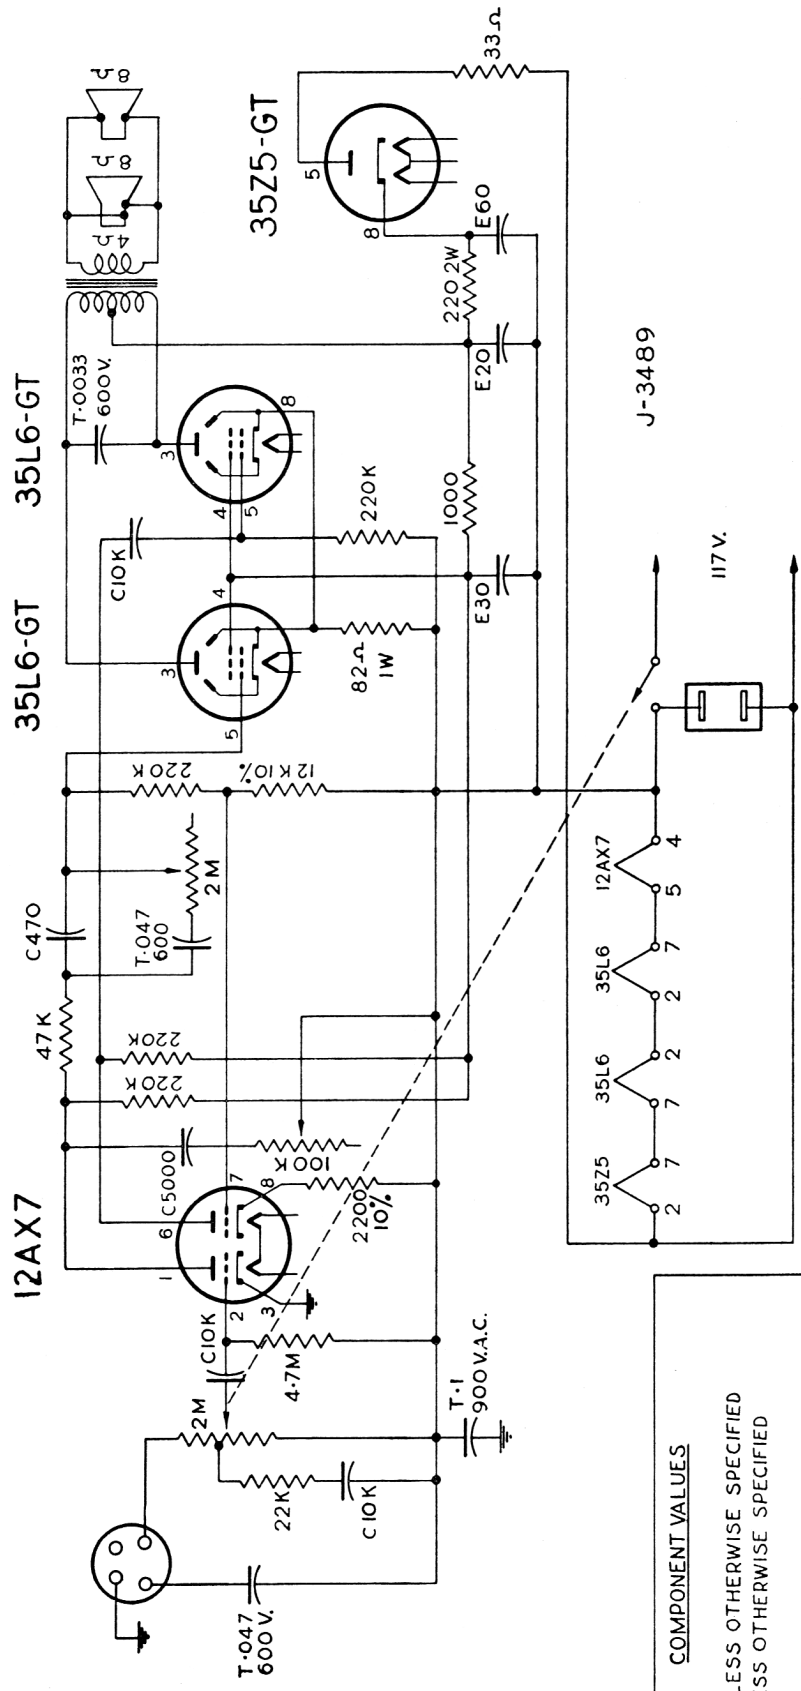 12AX7
35L6-GT
35L6-GT
35Z5-GT
T·047
600V.
22K
C10K
2M
C10K
4·7M
T·1
900V.A.C.
1
6
2
3
7
8
C5000
100K
2200
10%
220K
220K
47K
C470
T·047
600
2M
220K
12K 10%
3
5
4
82Ω
1W
C10K
220K
3
4
5
8
T·0033
600V.
4Ω
8Ω
8Ω
5
8
33Ω
E60
220 2W
E20
1000
E30
35Z5
35L6
35L6
12AX7
2
7
7
2
2
7
5
4
117V.
J-3489
COMPONENT VALUES
LESS OTHERWISE SPECIFIED
SS OTHERWISE SPECIFIED